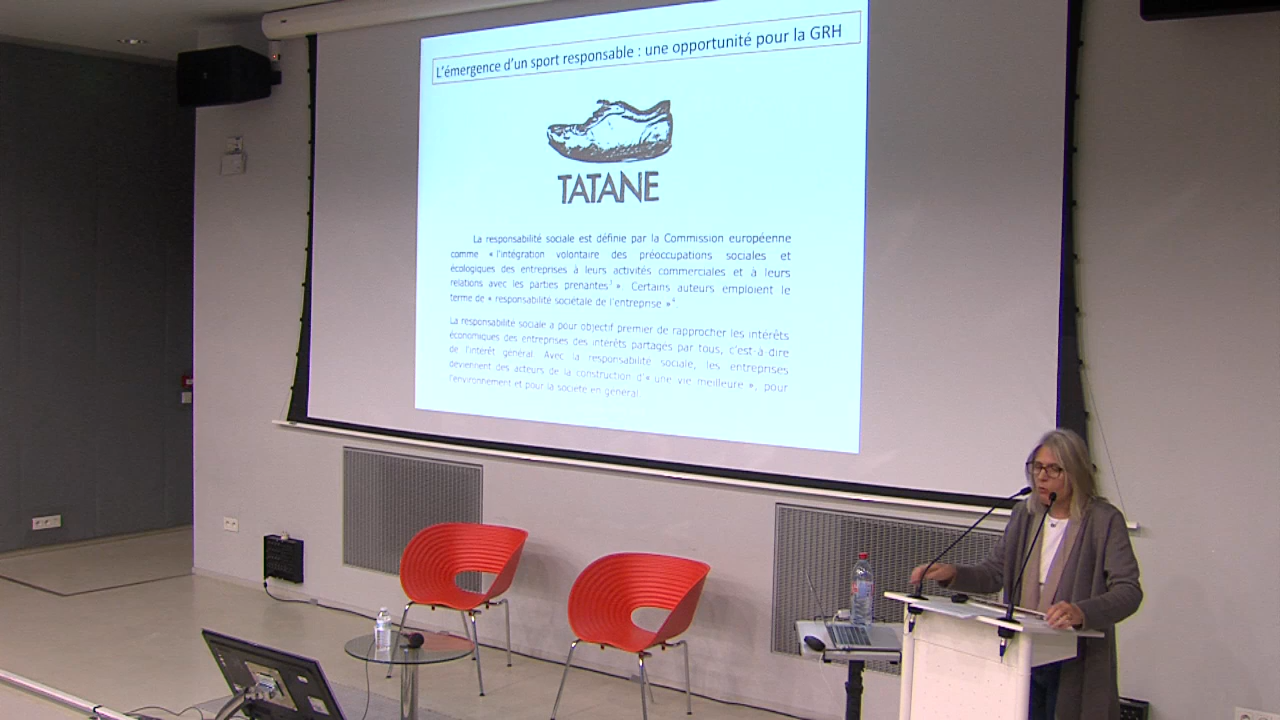 L'émergence d'un sport responsable : une opportunité pour la GRH
TATANE
La responsabilité sociale est définie par la Commission européenne
comme « l'intégration volontaire des préoccupations sociales et
écologiques des entreprises à leurs activités commerciales et à leurs
relations avec les parties prenantes ». Certains auteurs emploient le
terme de « responsabilité sociétale de l'entreprise »⁴.
La responsabilité sociale a pour objectif premier de rapprocher les intérêts
économiques des entreprises des intérêts partagés par tous, c'est-à-dire
de l'intérêt général. Avec la responsabilité sociale, les entreprises
deviennent des acteurs de la construction d'« une vie meilleure », pour
l'environnement et pour la société en général.